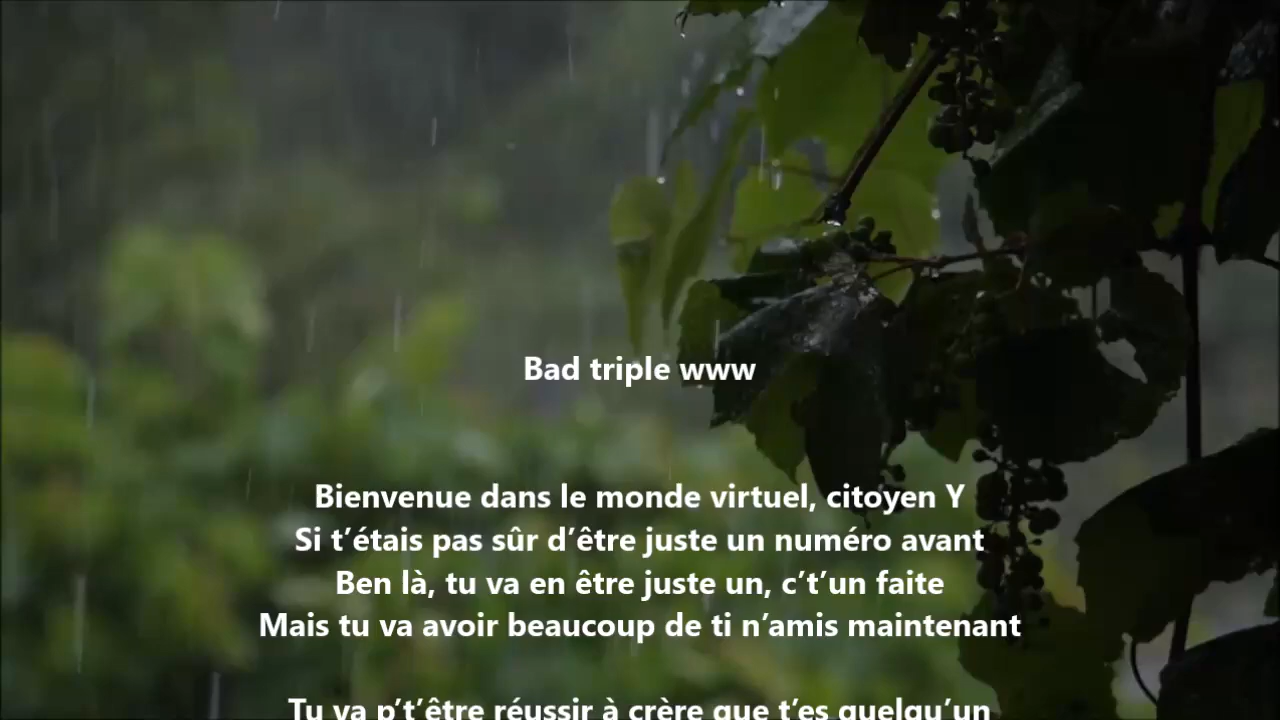 Bad triple www
Bienvenue dans le monde virtuel, citoyen Y
Si t’étais pas sûr d’être juste un numéro avant
Ben là, tu va en être juste un, c’t’un faite
Mais tu va avoir beaucoup de ti n’amis maintenant
Tu va p’t’être réussir à crère que t’es quelqu’un